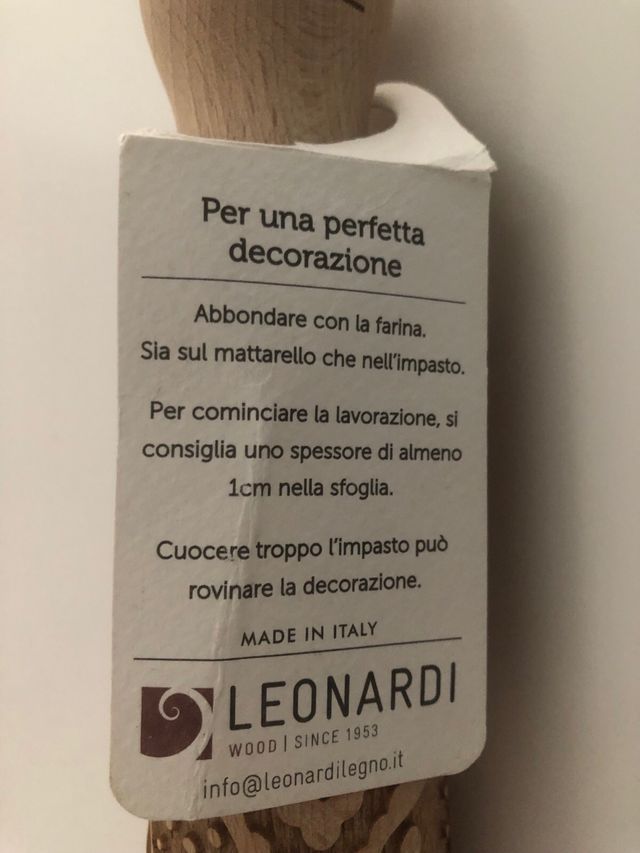 Per una perfetta
decorazione
Abbondare con la farina.
Sia sul mattarello che nell'impasto.
Per cominciare la lavorazione, si
consiglia uno spessore di almeno
1cm nella sfoglia.
Cuocere troppo l'impasto può
rovinare la decorazione.
MADE IN ITALY
LEONARDI
WOOD | SINCE 1953
info@leonardilegno.it